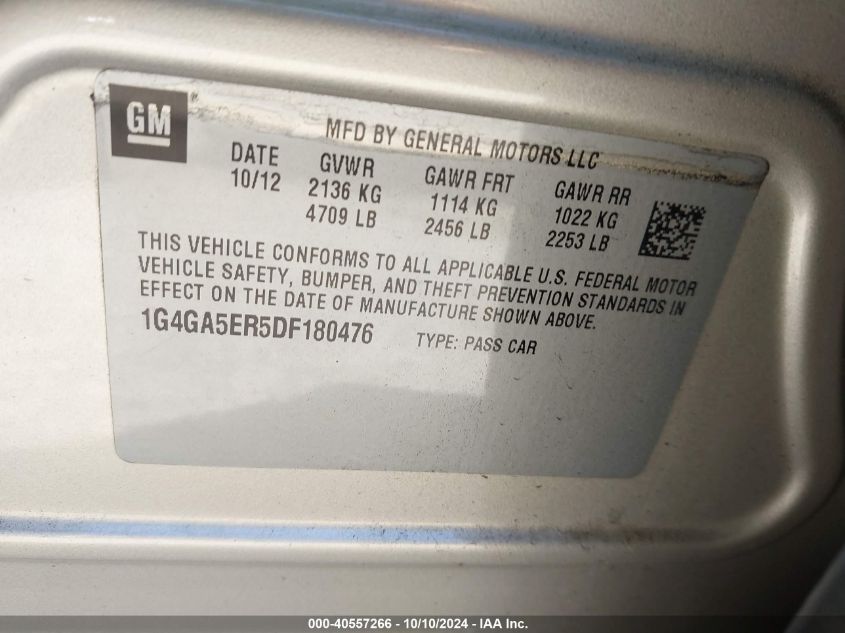 GM
MFD BY GENERAL MOTORS LLC
DATE GVWR GAWR FRT GAWR RR
10/12 2136 KG 1114 KG 1022 KG
4709 LB 2456 LB 2253 LB
THIS VEHICLE CONFORMS TO ALL APPLICABLE U.S. FEDERAL MOTOR
VEHICLE SAFETY, BUMPER, AND THEFT PREVENTION STANDARDS IN
EFFECT ON THE DATE OF MANUFACTURE SHOWN ABOVE.
1G4GA5ER5DF180476 TYPE: PASS CAR
000-40557266 - 10/10/2024 - © IAA Inc.